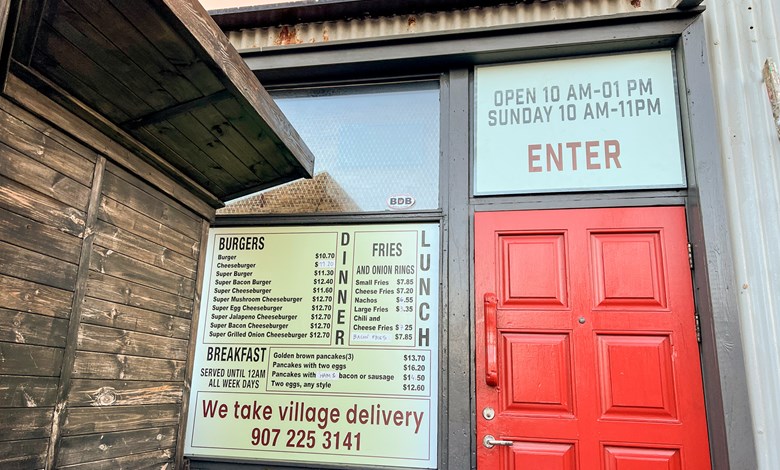 OPEN 10 AM-01 PM
SUNDAY 10 AM-11PM
ENTER
BDB
BURGERS
Burger $10.70
Cheeseburger
Super Burger $11.30
Super Bacon Burger $12.40
Super Cheeseburger $11.60
Super Mushroom Cheeseburger $12.70
Super Egg Cheeseburger $12.70
Super Jalapeno Cheeseburger $12.70
Super Bacon Cheeseburger $12.70
Super Grilled Onion Cheeseburger $12.70
DINNER
FRIES
AND ONION RINGS
Small Fries $7.85
Cheese Fries $7.20
Nachos
Large Fries
Chili and
Cheese Fries
BACON FRIES $7.85
LUNCH
BREAKFAST
SERVED UNTIL 12AM
ALL WEEK DAYS
Golden brown pancakes(3) $13.70
Pancakes with two eggs $16.20
Pancakes with HAMS bacon or sausage
Two eggs, any style $12.60
We take village delivery
907 225 3141